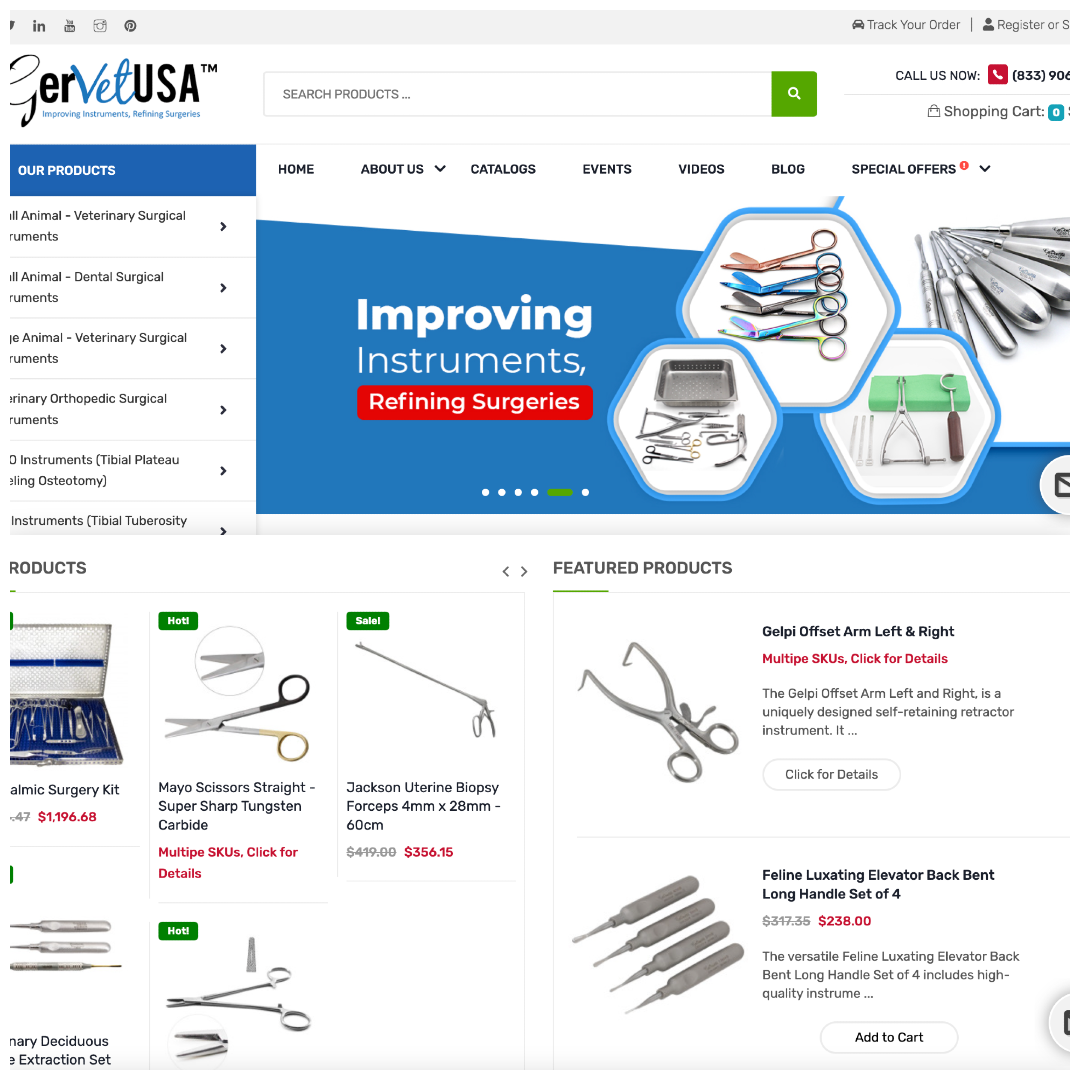 Track Your Order | Register or S
GerVetUSA™
Improving Instruments, Refining Surgeries
SEARCH PRODUCTS ...
CALL US NOW: (833) 906
Shopping Cart: 0
OUR PRODUCTS
HOME ABOUT US CATALOGS EVENTS VIDEOS BLOG SPECIAL OFFERS !
ll Animal - Veterinary Surgical
ruments
ll Animal - Dental Surgical
ruments
ge Animal - Veterinary Surgical
ruments
erinary Orthopedic Surgical
ruments
O Instruments (Tibial Plateau
eling Osteotomy)
Instruments (Tibial Tuberosity
Improving
Instruments,
Refining Surgeries
RODUCTS
almic Surgery Kit
.47 $1,196.68
Hot!
Mayo Scissors Straight -
Super Sharp Tungsten
Carbide
Multipe SKUs, Click for
Details
Sale!
Jackson Uterine Biopsy
Forceps 4mm x 28mm -
60cm
$419.00 $356.15
nary Deciduous
e Extraction Set
Hot!
FEATURED PRODUCTS
Gelpi Offset Arm Left & Right
Multipe SKUs, Click for Details
The Gelpi Offset Arm Left and Right, is a
uniquely designed self-retaining retractor
instrument. It ...
Click for Details
Feline Luxating Elevator Back Bent
Long Handle Set of 4
$317.35 $238.00
The versatile Feline Luxating Elevator Back
Bent Long Handle Set of 4 includes high-
quality instrume ...
Add to Cart